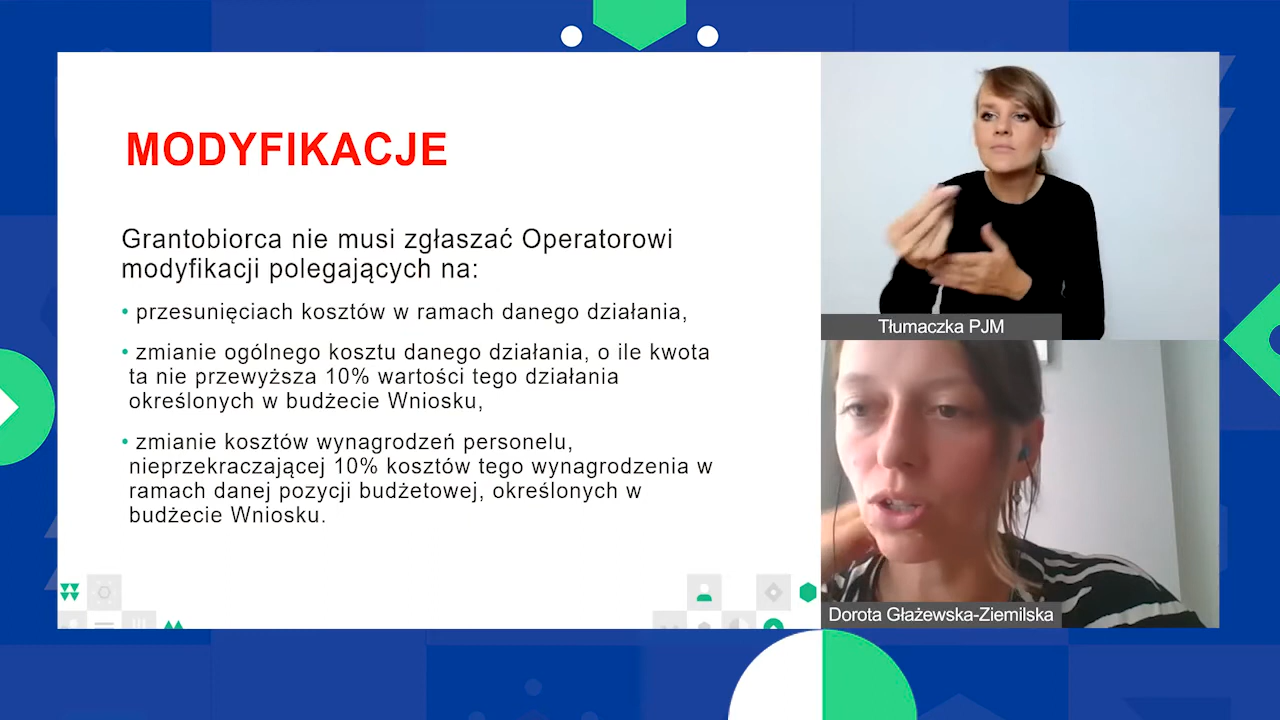 MODYFIKACJE
Grantobiorca nie musi zgłaszać Operatorowi
modyfikacji polegających na:
• przesunięciach kosztów w ramach danego działania,
• zmianie ogólnego kosztu danego działania, o ile kwota
ta nie przewyższa 10% wartości tego działania
określonych w budżecie Wniosku,
• zmianie kosztów wynagrodzeń personelu,
nieprzekraczającej 10% kosztów tego wynagrodzenia w
ramach danej pozycji budżetowej, określonych w
budżecie Wniosku.
Tłumaczka PJM
Dorota Głażewska-Ziemilska